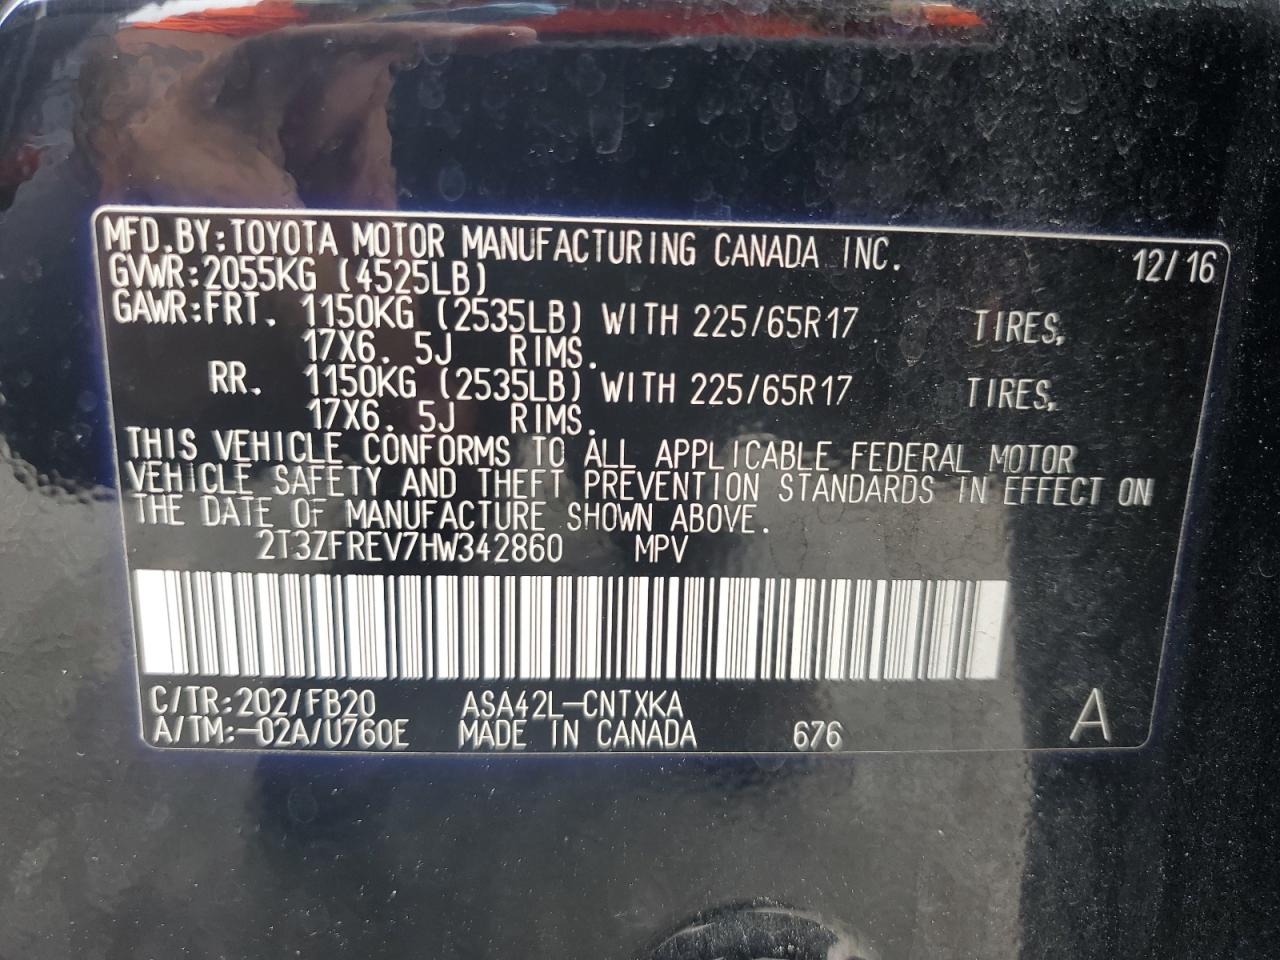 MFD.BY:TOYOTA MOTOR MANUFACTURING CANADA INC. 12/16
GVWR:2055KG (4525LB)
GAWR:FRT. 1150KG (2535LB) WITH 225/65R17 TIRES,
17X6.5J RIMS.
RR. 1150KG (2535LB) WITH 225/65R17 TIRES,
17X6.5J RIMS.
THIS VEHICLE CONFORMS TO ALL APPLICABLE FEDERAL MOTOR
VEHICLE SAFETY AND THEFT PREVENTION STANDARDS IN EFFECT ON
THE DATE OF MANUFACTURE SHOWN ABOVE.
2T3ZFREV7HW342860 MPV
C/TR:202/FB20 ASA42L-CNTXKA
A/TM:-02A/U760E MADE IN CANADA 676 A